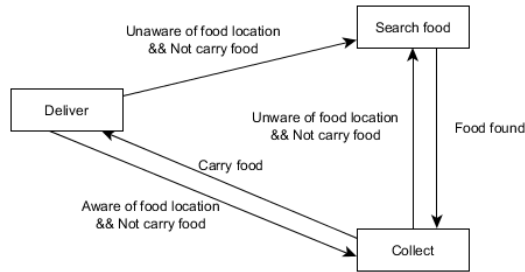 Unaware of food location
&& Not carry food
Search food
Deliver
Unware of food location
&& Not carry food
Food found
Carry food
Aware of food location
&& Not carry food
Collect